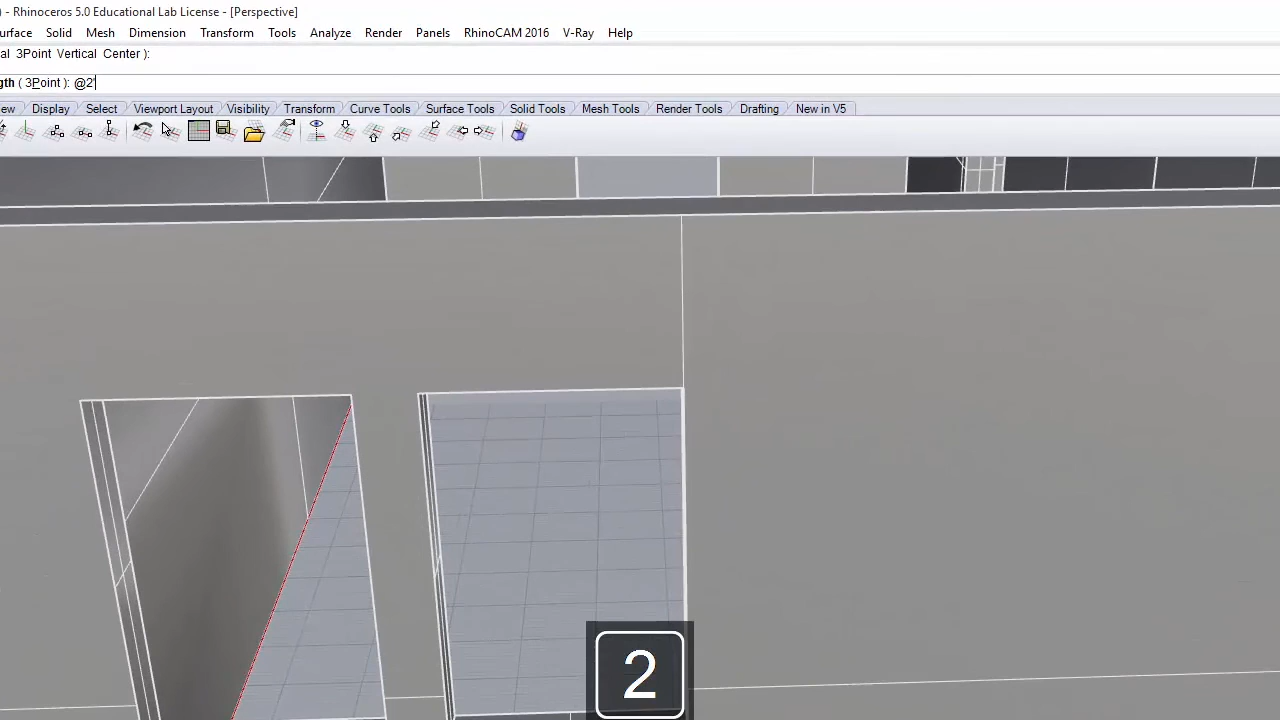 ) - Rhinoceros 5.0 Educational Lab License - [Perspective]
urface Solid Mesh Dimension Transform Tools Analyze Render Panels RhinoCAM 2016 V-Ray Help
al 3Point Vertical Center ):
gth ( 3Point ): @2'
ew Display Select Viewport Layout Visibility Transform Curve Tools Surface Tools Solid Tools Mesh Tools Render Tools Drafting New in V5
2